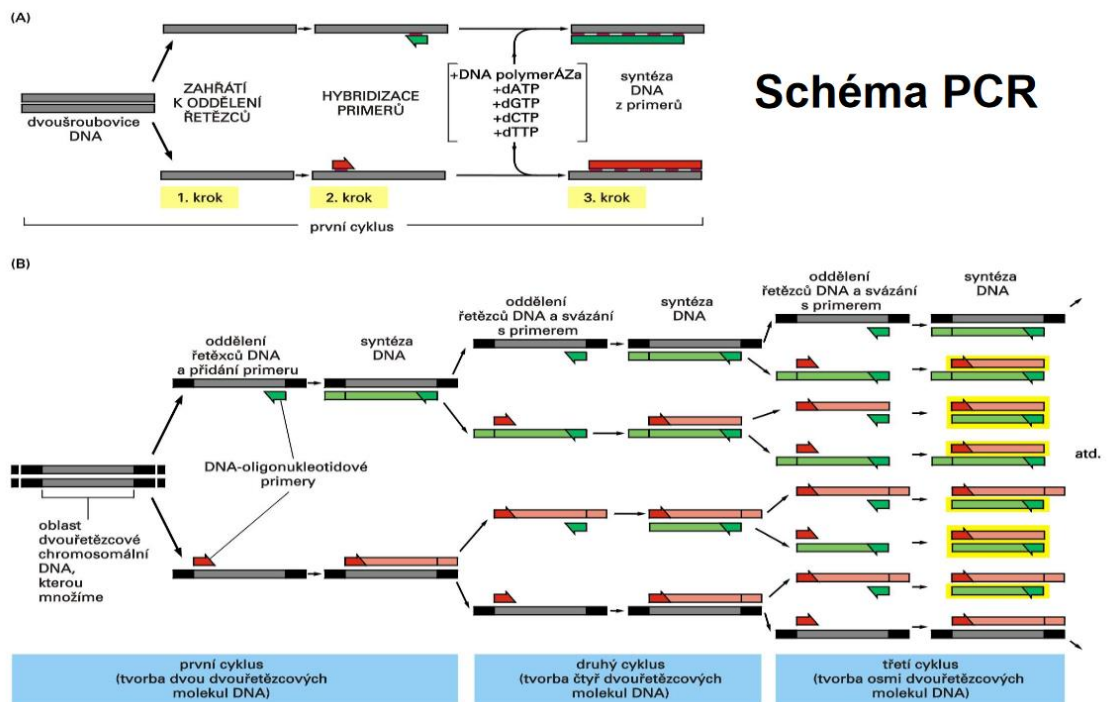 (A)
Schéma PCR
dvoušroubovice
DNA
ZAHŘÁTÍ
K ODDĚLENÍ
ŘETĚZCŮ
HYBRIDIZACE
PRIMERŮ
+DNA polymerÁZa
+dATP
+dGTP
+dCTP
+dTTP
syntéza
DNA
z primerů
1. krok
2. krok
3. krok
první cyklus
(B)
oddělení
řetěxců DNA
a přidání primeru
syntéza
DNA
oddělení
řetězců DNA a svázání
s primerem
syntéza
DNA
oddělení
řetězců DNA a svázání
s primerem
syntéza
DNA
DNA-oligonukleotidové
primery
oblast
dvouřetězcové
chromosomální
DNA,
kterou
množíme
atd.
první cyklus
(tvorba dvou dvouřetězcových
molekul DNA)
druhý cyklus
(tvorba čtyř dvouřetězcových
molekul DNA)
třetí cyklus
(tvorba osmi dvouřetězcových
molekul DNA)